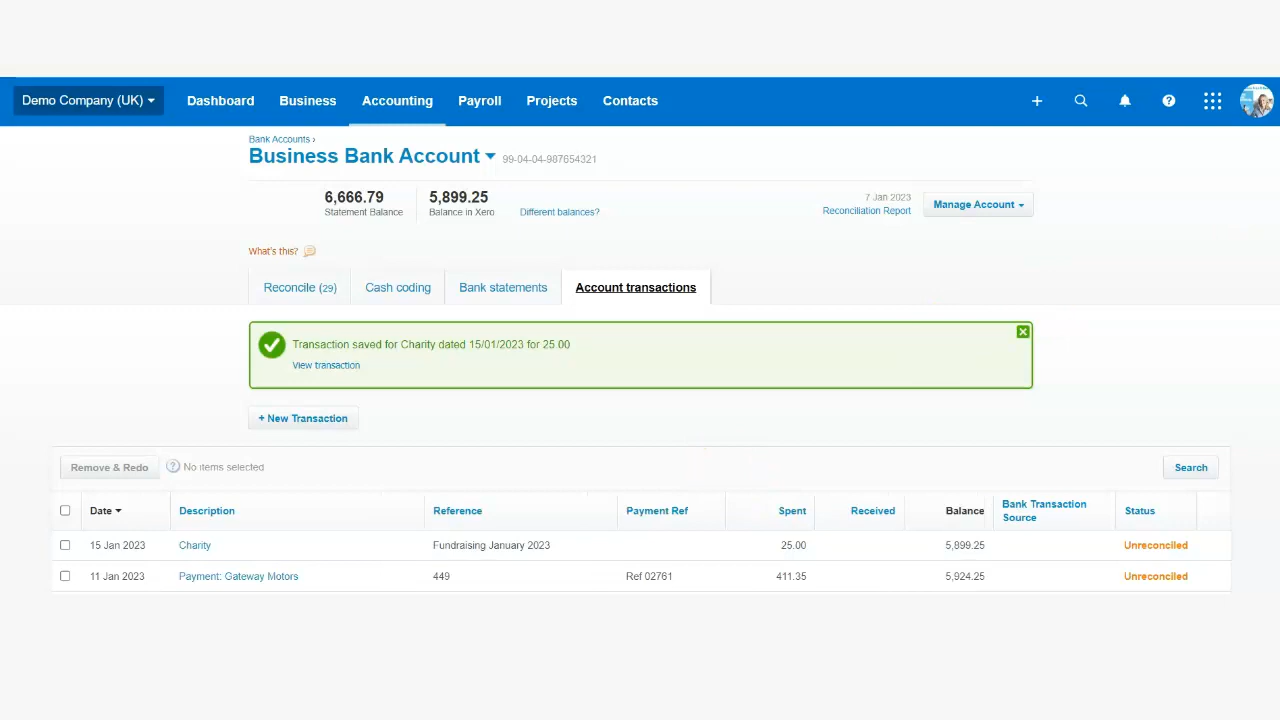 Demo Company (UK)
Dashboard
Business
Accounting
Payroll
Projects
Contacts
Bank Accounts ›
Business Bank Account
99-04-04-987654321
6,666.79
Statement Balance
5,899.25
Balance in Xero
Different balances?
7 Jan 2023
Reconciliation Report
Manage Account
What's this?
Reconcile (29)
Cash coding
Bank statements
Account transactions
Transaction saved for Charity dated 15/01/2023 for 25.00
View transaction
+ New Transaction
Remove & Redo
? No items selected
Search
Date
Description
Reference
Payment Ref
Spent
Received
Balance
Bank Transaction
Source
Status
15 Jan 2023
Charity
Fundraising January 2023
25.00
5,899.25
Unreconciled
11 Jan 2023
Payment: Gateway Motors
449
Ref 02761
411.35
5,924.25
Unreconciled